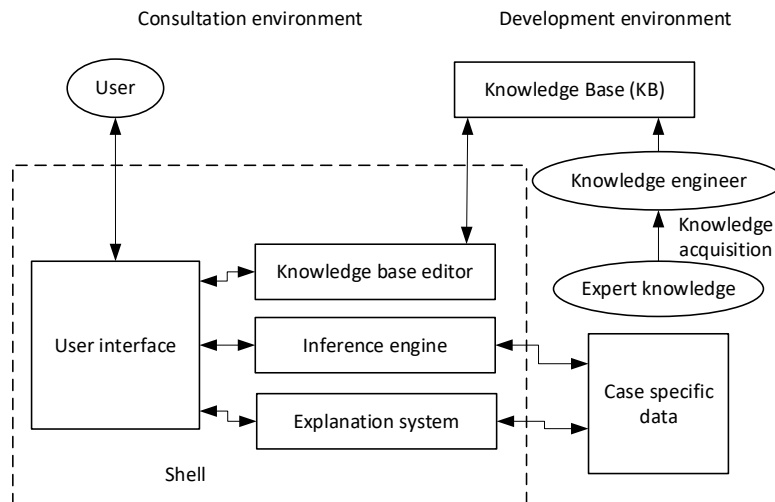 Consultation environment
Development environment
User
Knowledge Base (KB)
Knowledge engineer
Knowledge
acquisition
Knowledge base editor
Expert knowledge
User interface
Inference engine
Case specific
data
Explanation system
Shell